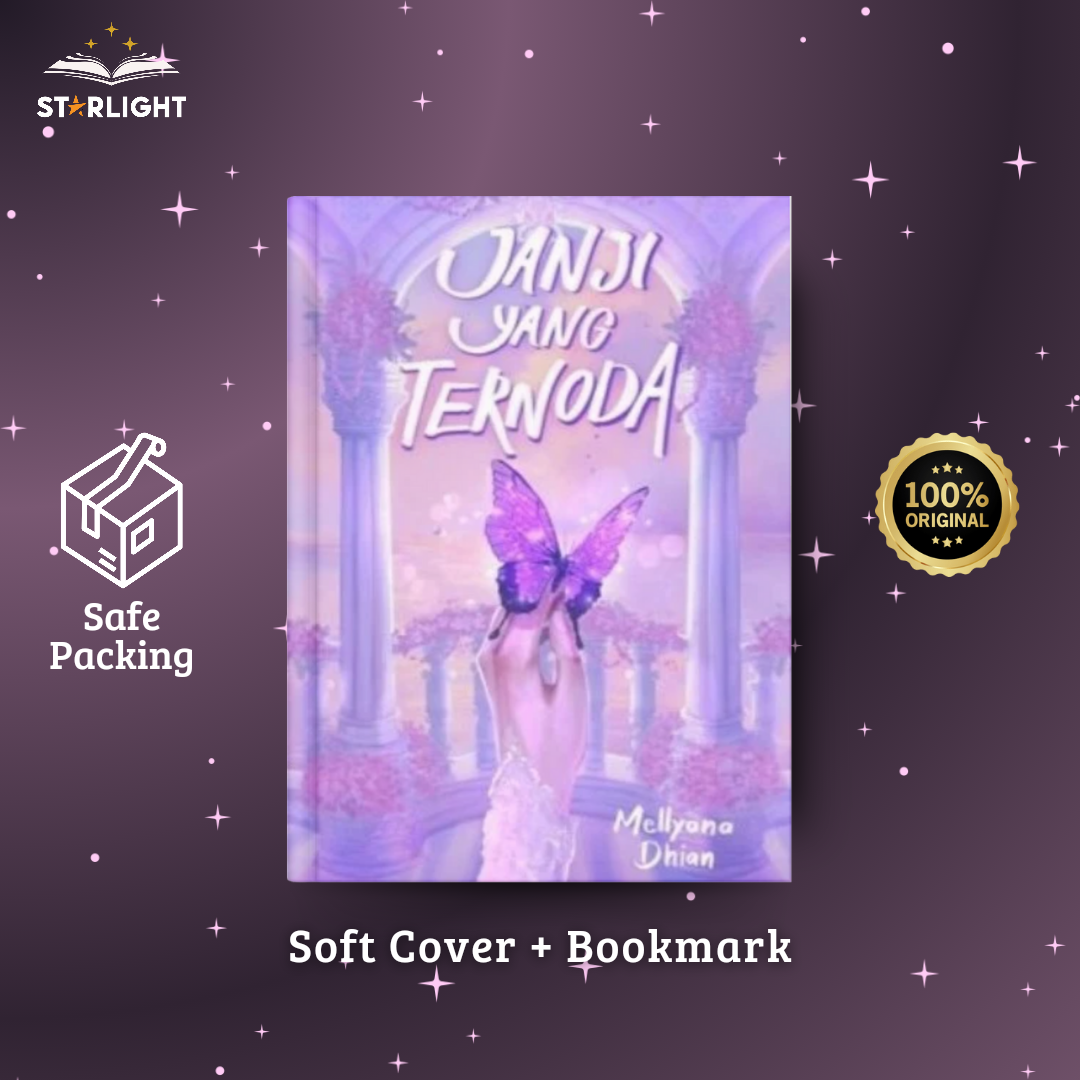 STARLIGHT
JANJI
YANG
TERNODA
Safe
Packing
100%
ORIGINAL
Mellyana
Dhian
Soft Cover + Bookmark